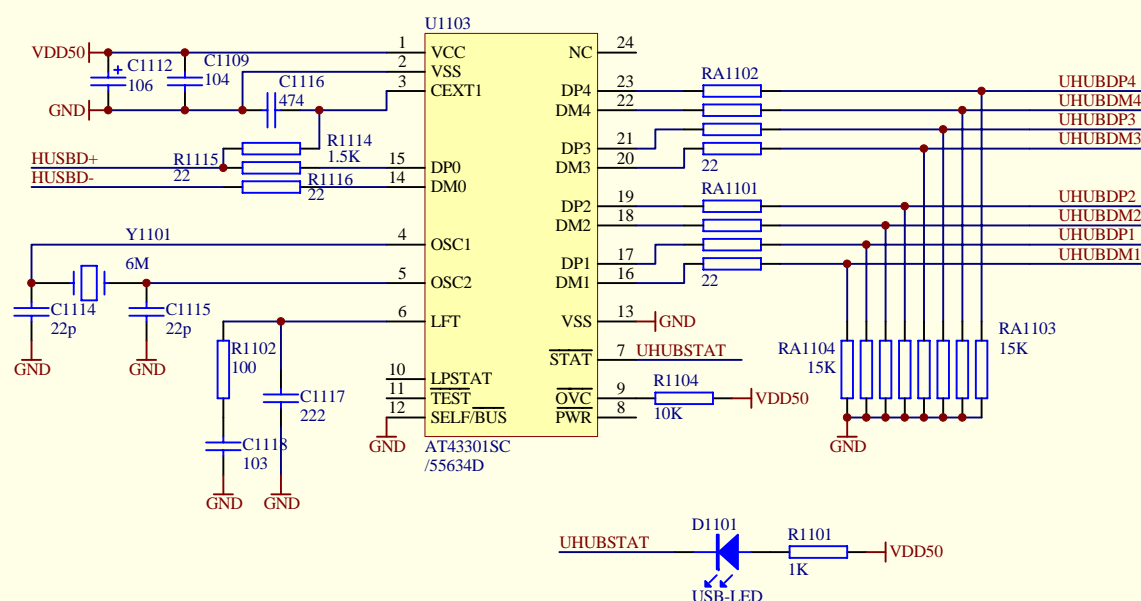 U1103
VDD50
C1112
106
C1109
104
GND
C1116
474
1 VCC
2 VSS
3 CEXT1
R1114
1.5K
HUSBD+
HUSBD-
R1115
22
R1116
22
15 DP0
14 DM0
Y1101
6M
4 OSC1
5 OSC2
C1114
22p
C1115
22p
GND
GND
6 LFT
R1102
100
C1117
222
C1118
103
GND
GND
10 LPSTAT
11 TEST
12 SELF/BUS
GND
AT43301SC
/55634D
NC 24
DP4 23
DM4 22
DP3 21
DM3 20
DP2 19
DM2 18
DP1 17
DM1 16
VSS 13
GND
STAT 7
UHUBSTAT
OVC 9
PWR 8
R1104
10K
VDD50
RA1102
22
RA1101
22
UHUBDP4
UHUBDM4
UHUBDP3
UHUBDM3
UHUBDP2
UHUBDM2
UHUBDP1
UHUBDM1
RA1104
15K
RA1103
15K
GND
UHUBSTAT
D1101
USB-LED
R1101
1K
VDD50